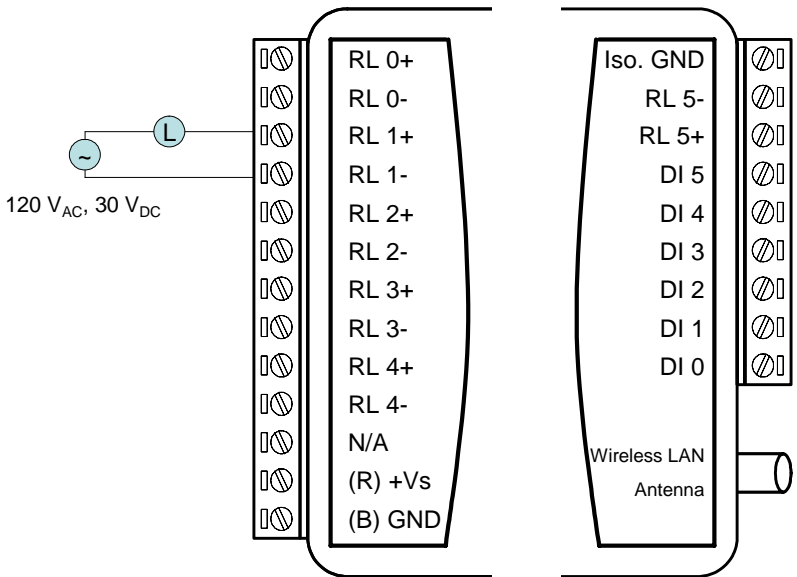 RL 0+
RL 0-
RL 1+
RL 1-
RL 2+
RL 2-
RL 3+
RL 3-
RL 4+
RL 4-
N/A
(R) +Vs
(B) GND
L
~
120 V_AC, 30 V_DC
Iso. GND
RL 5-
RL 5+
DI 5
DI 4
DI 3
DI 2
DI 1
DI 0
Wireless LAN
Antenna